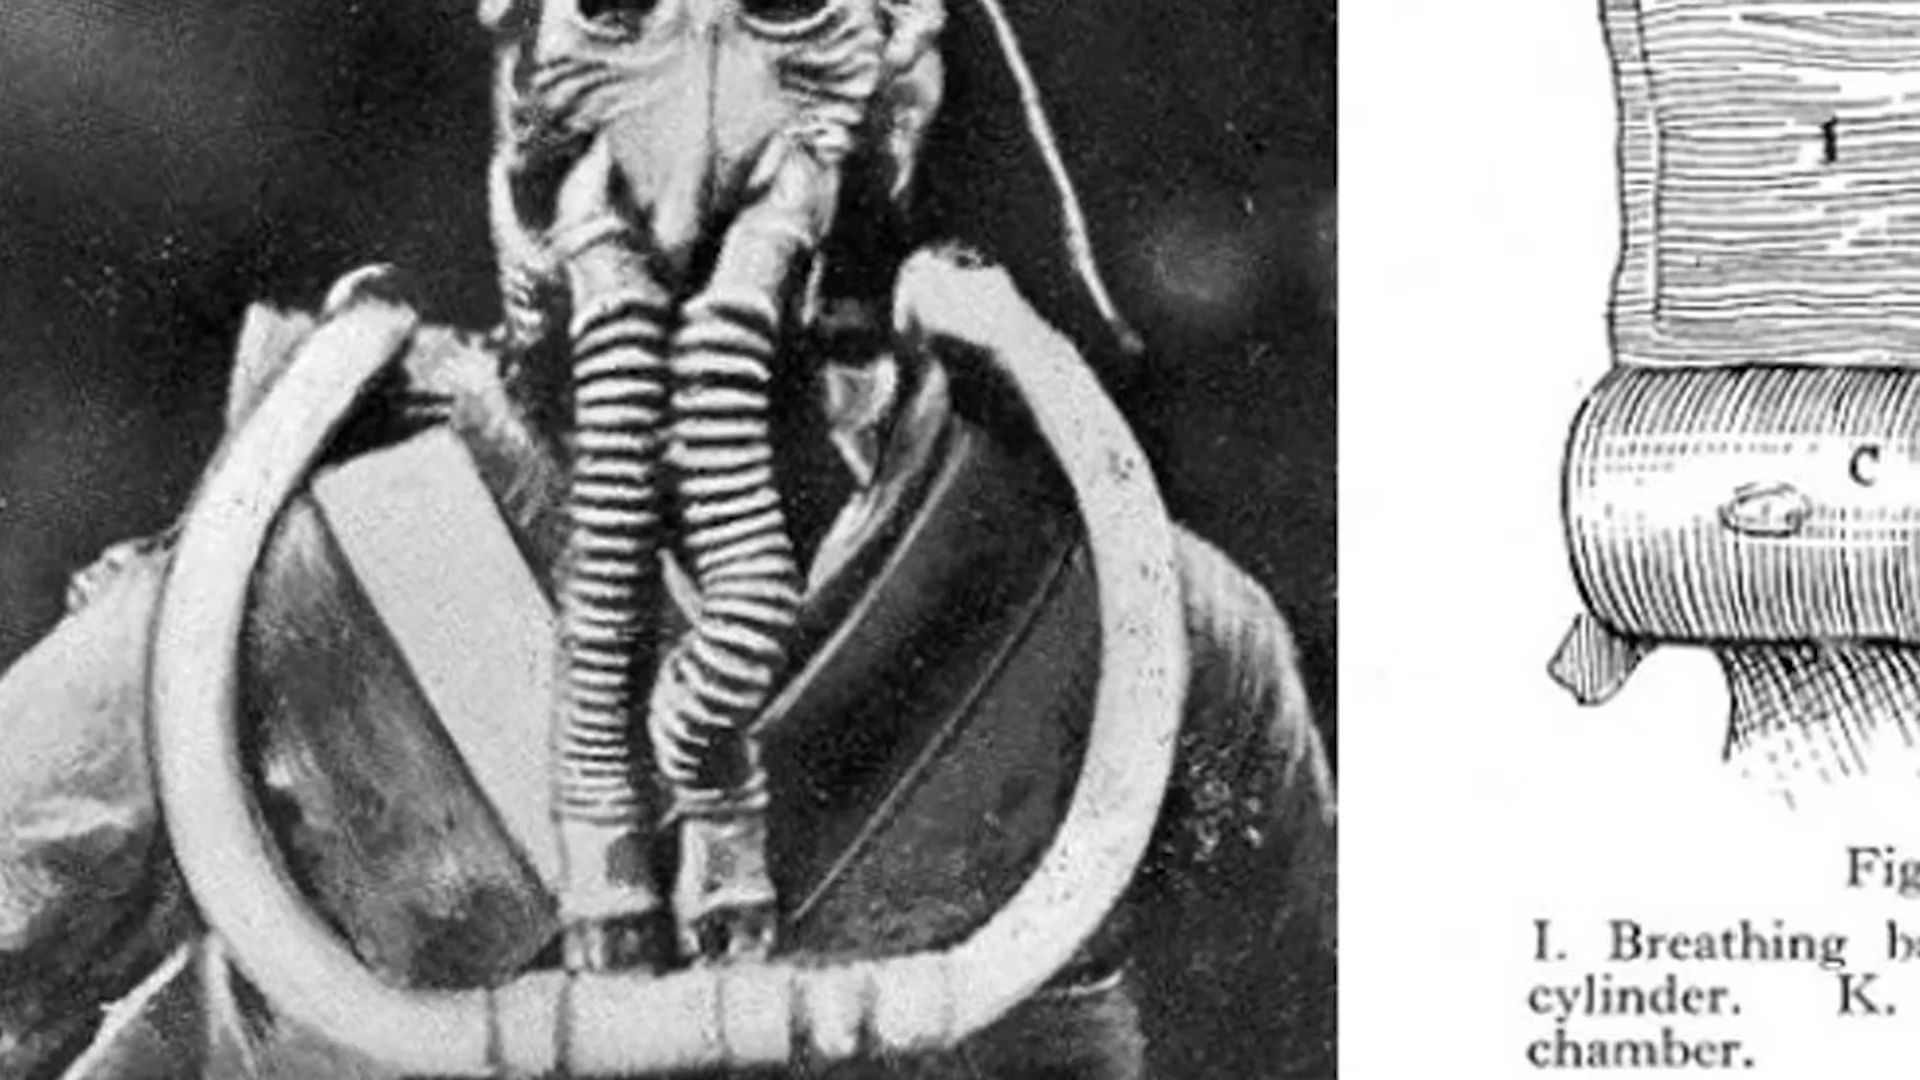 I
C
Fig
I. Breathing b
cylinder. K.
chamber.